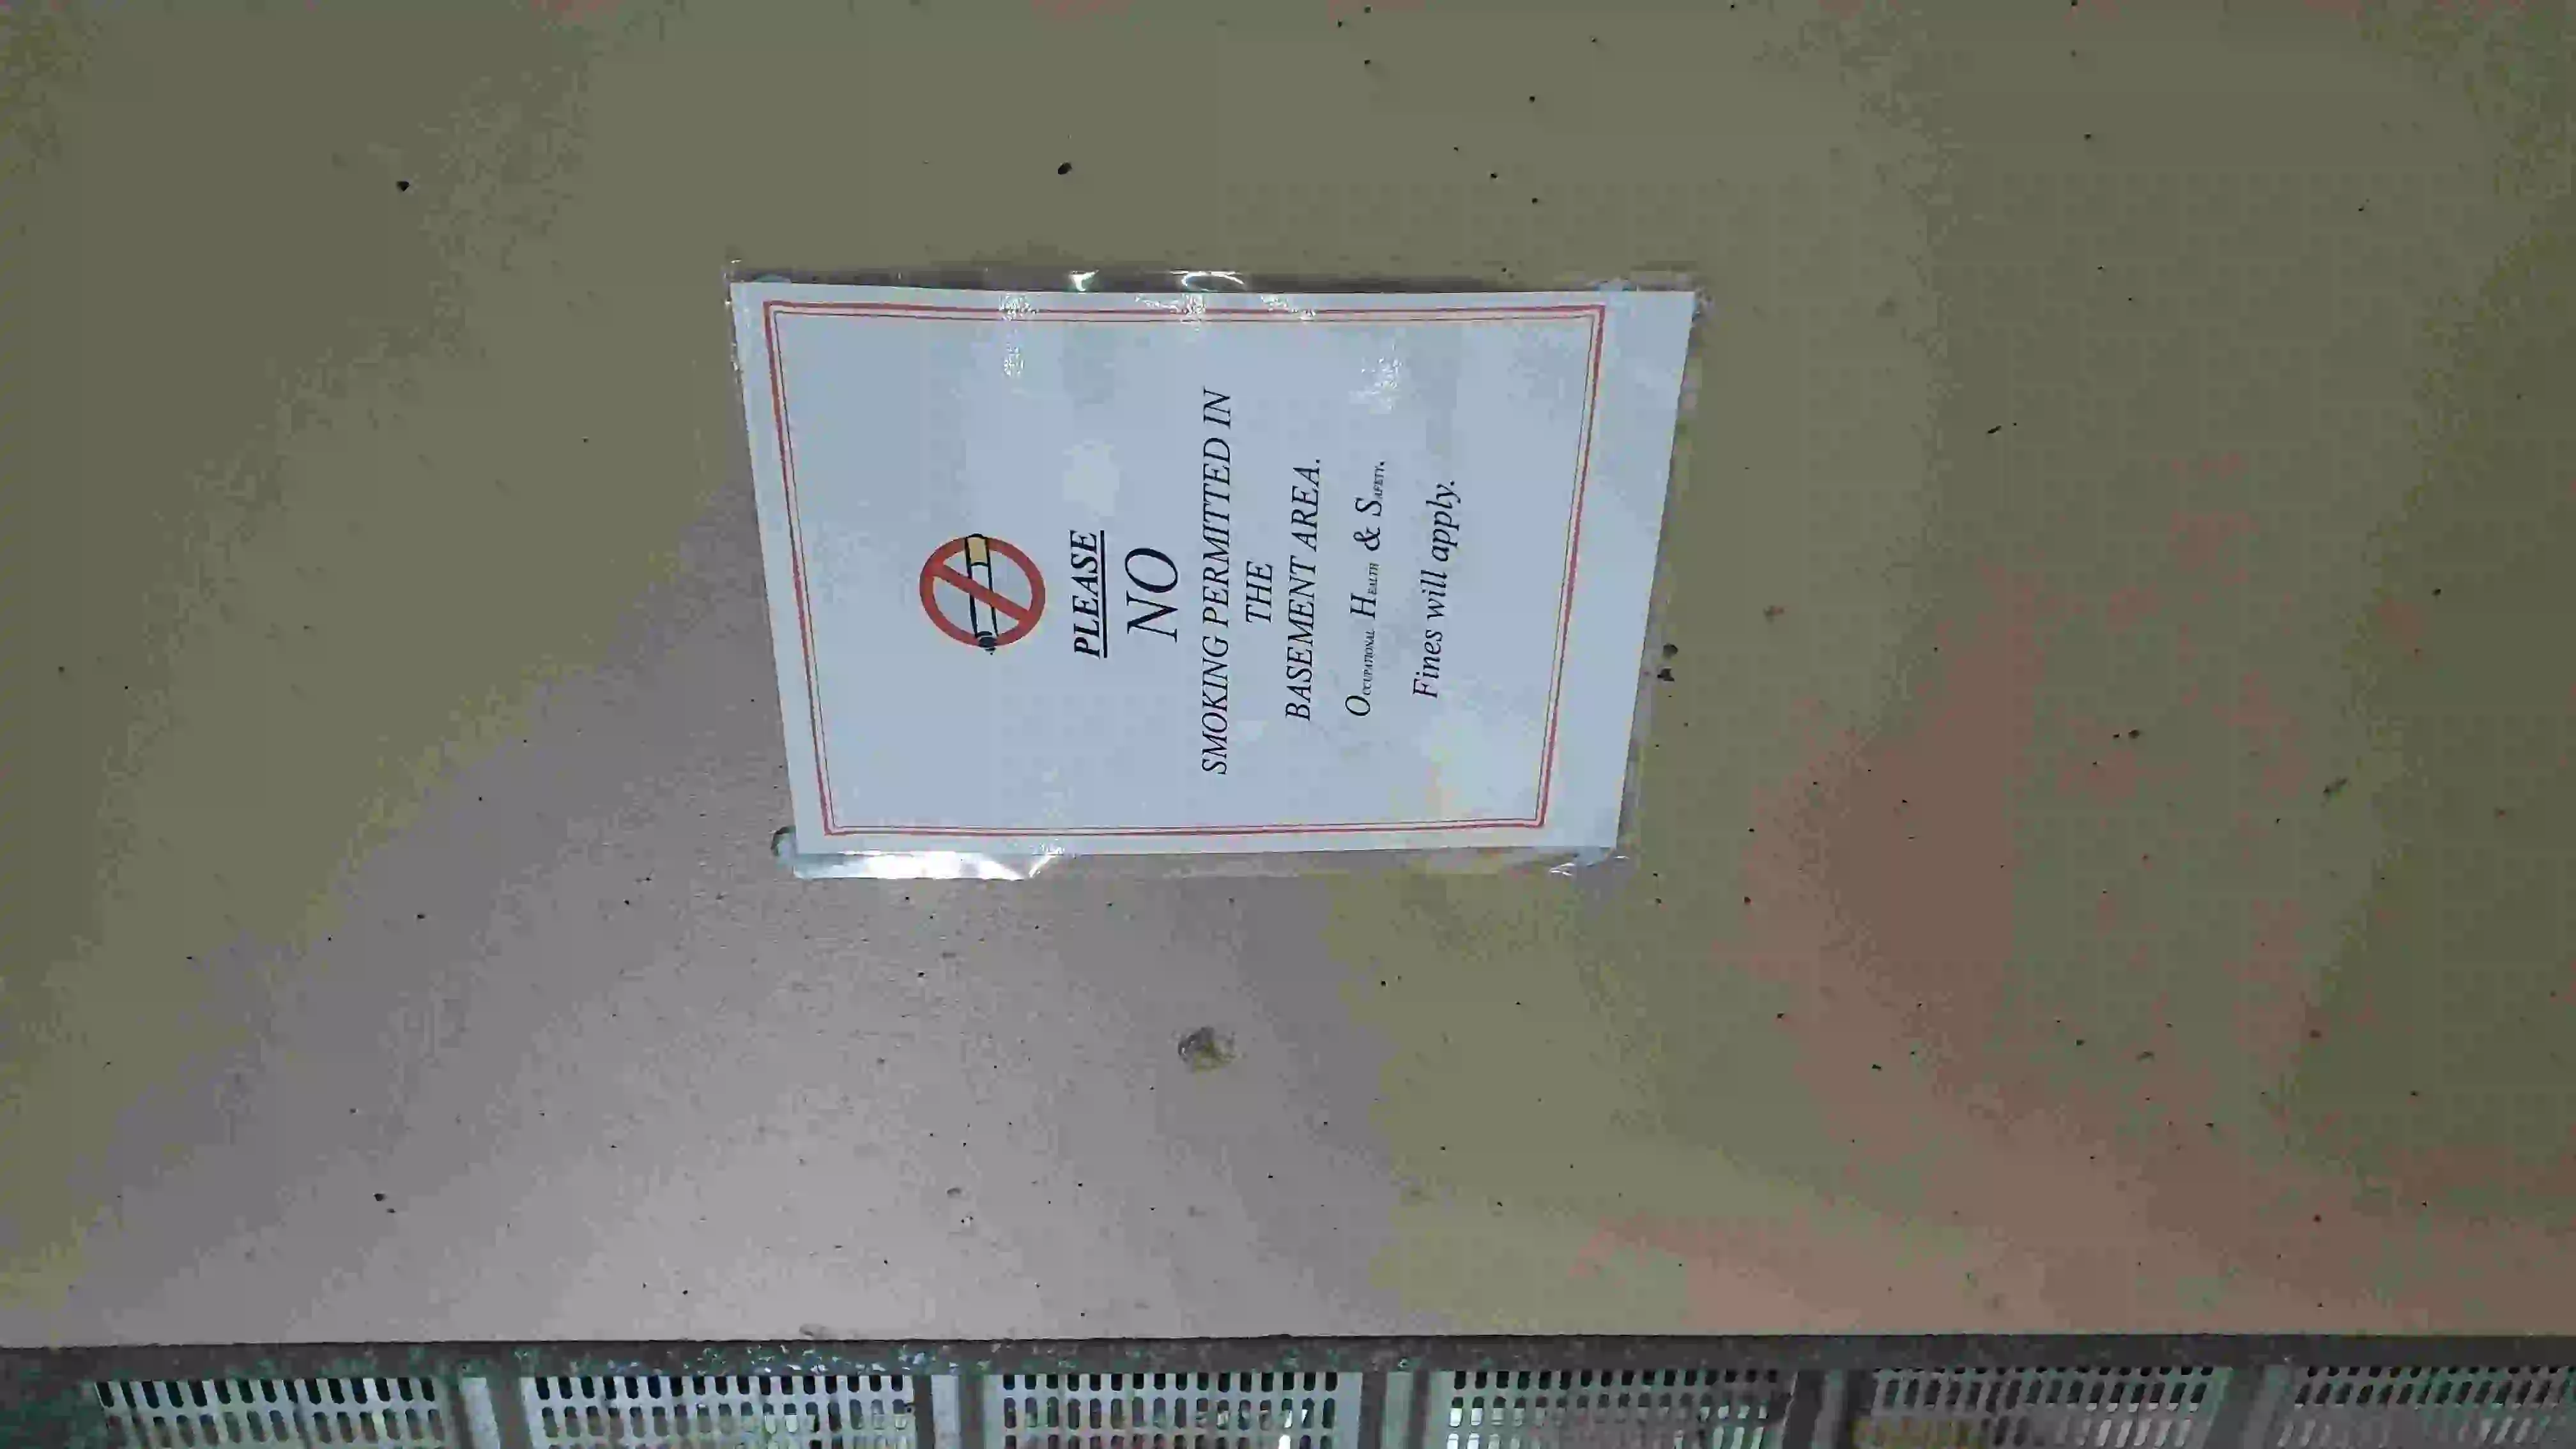 PLEASE
NO
SMOKING PERMITTED IN
THE
BASEMENT AREA.
OCCUPATIONAL HEALTH & SAFETY.
Fines will apply.